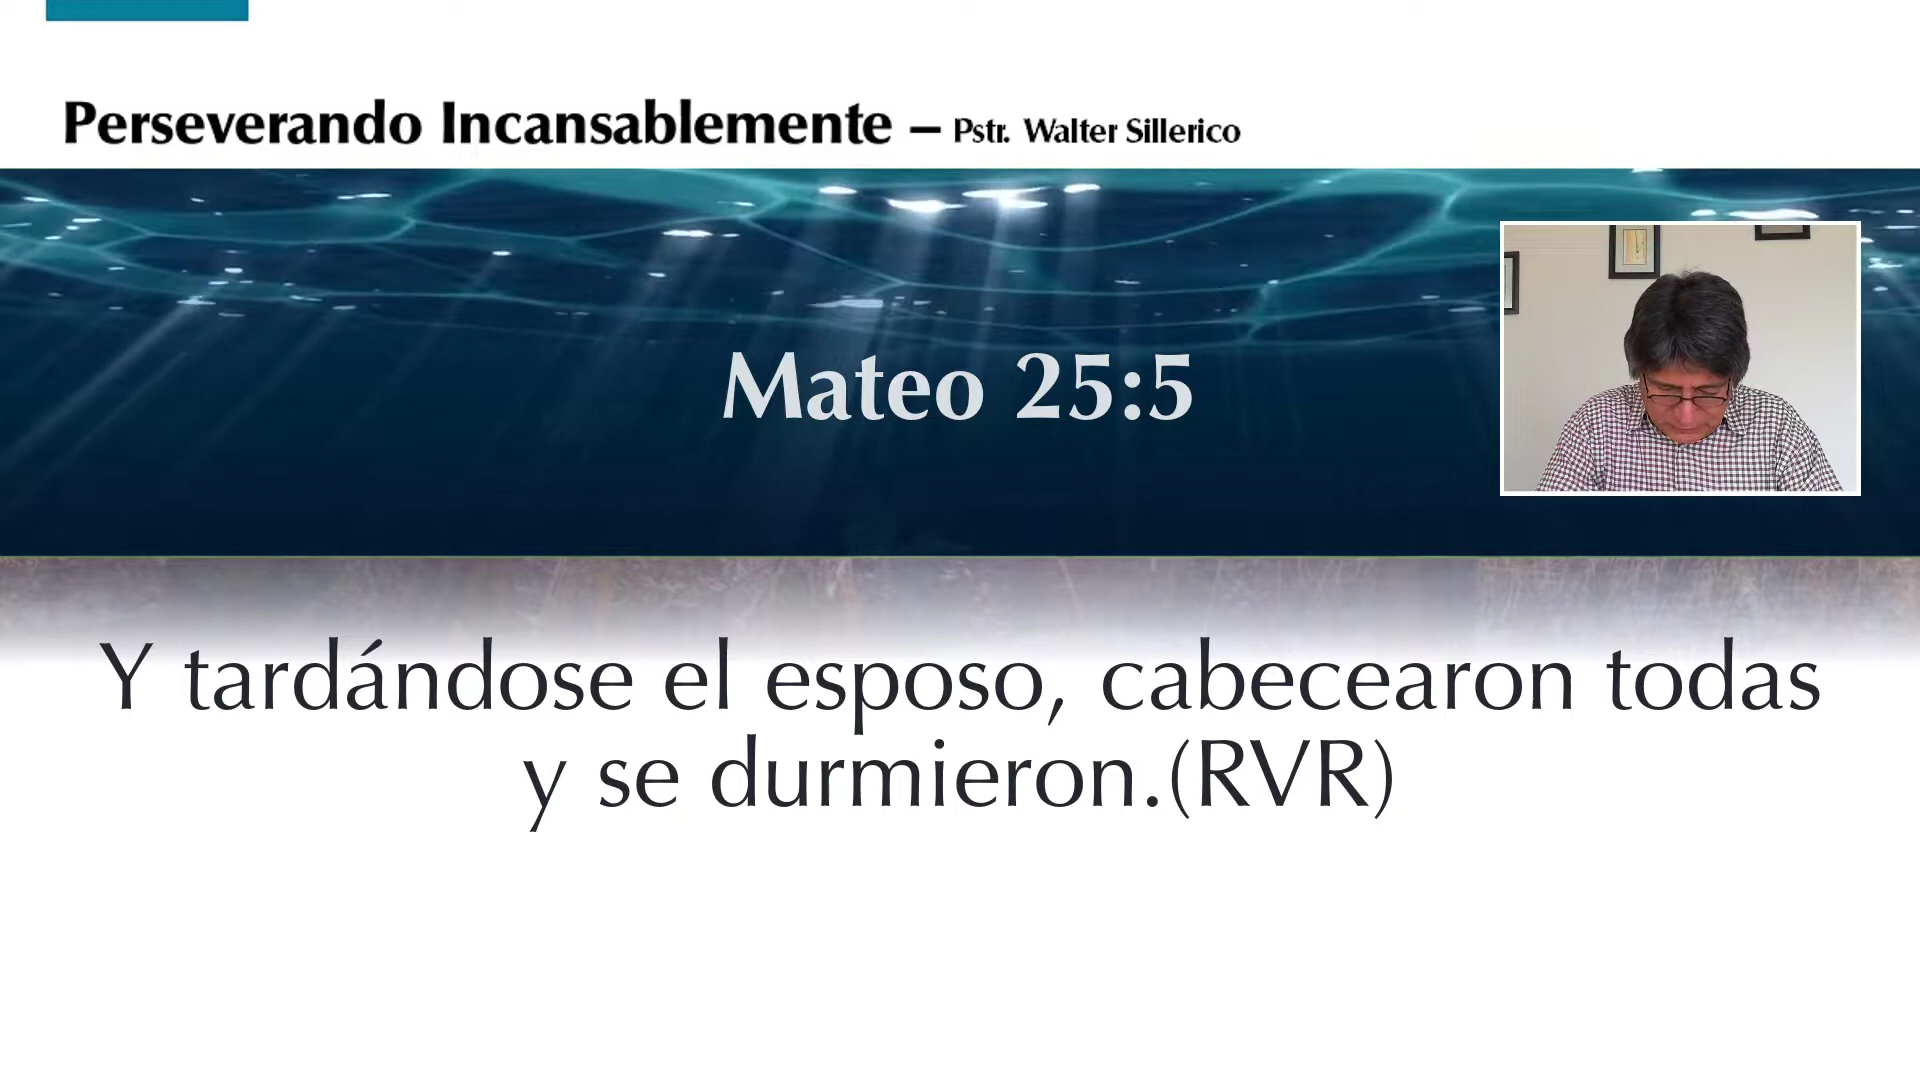 Perseverando Incansablemente – Pstr. Walter Sillerico
Mateo 25:5
Y tardándose el esposo, cabecearon todas
y se durmieron.(RVR)